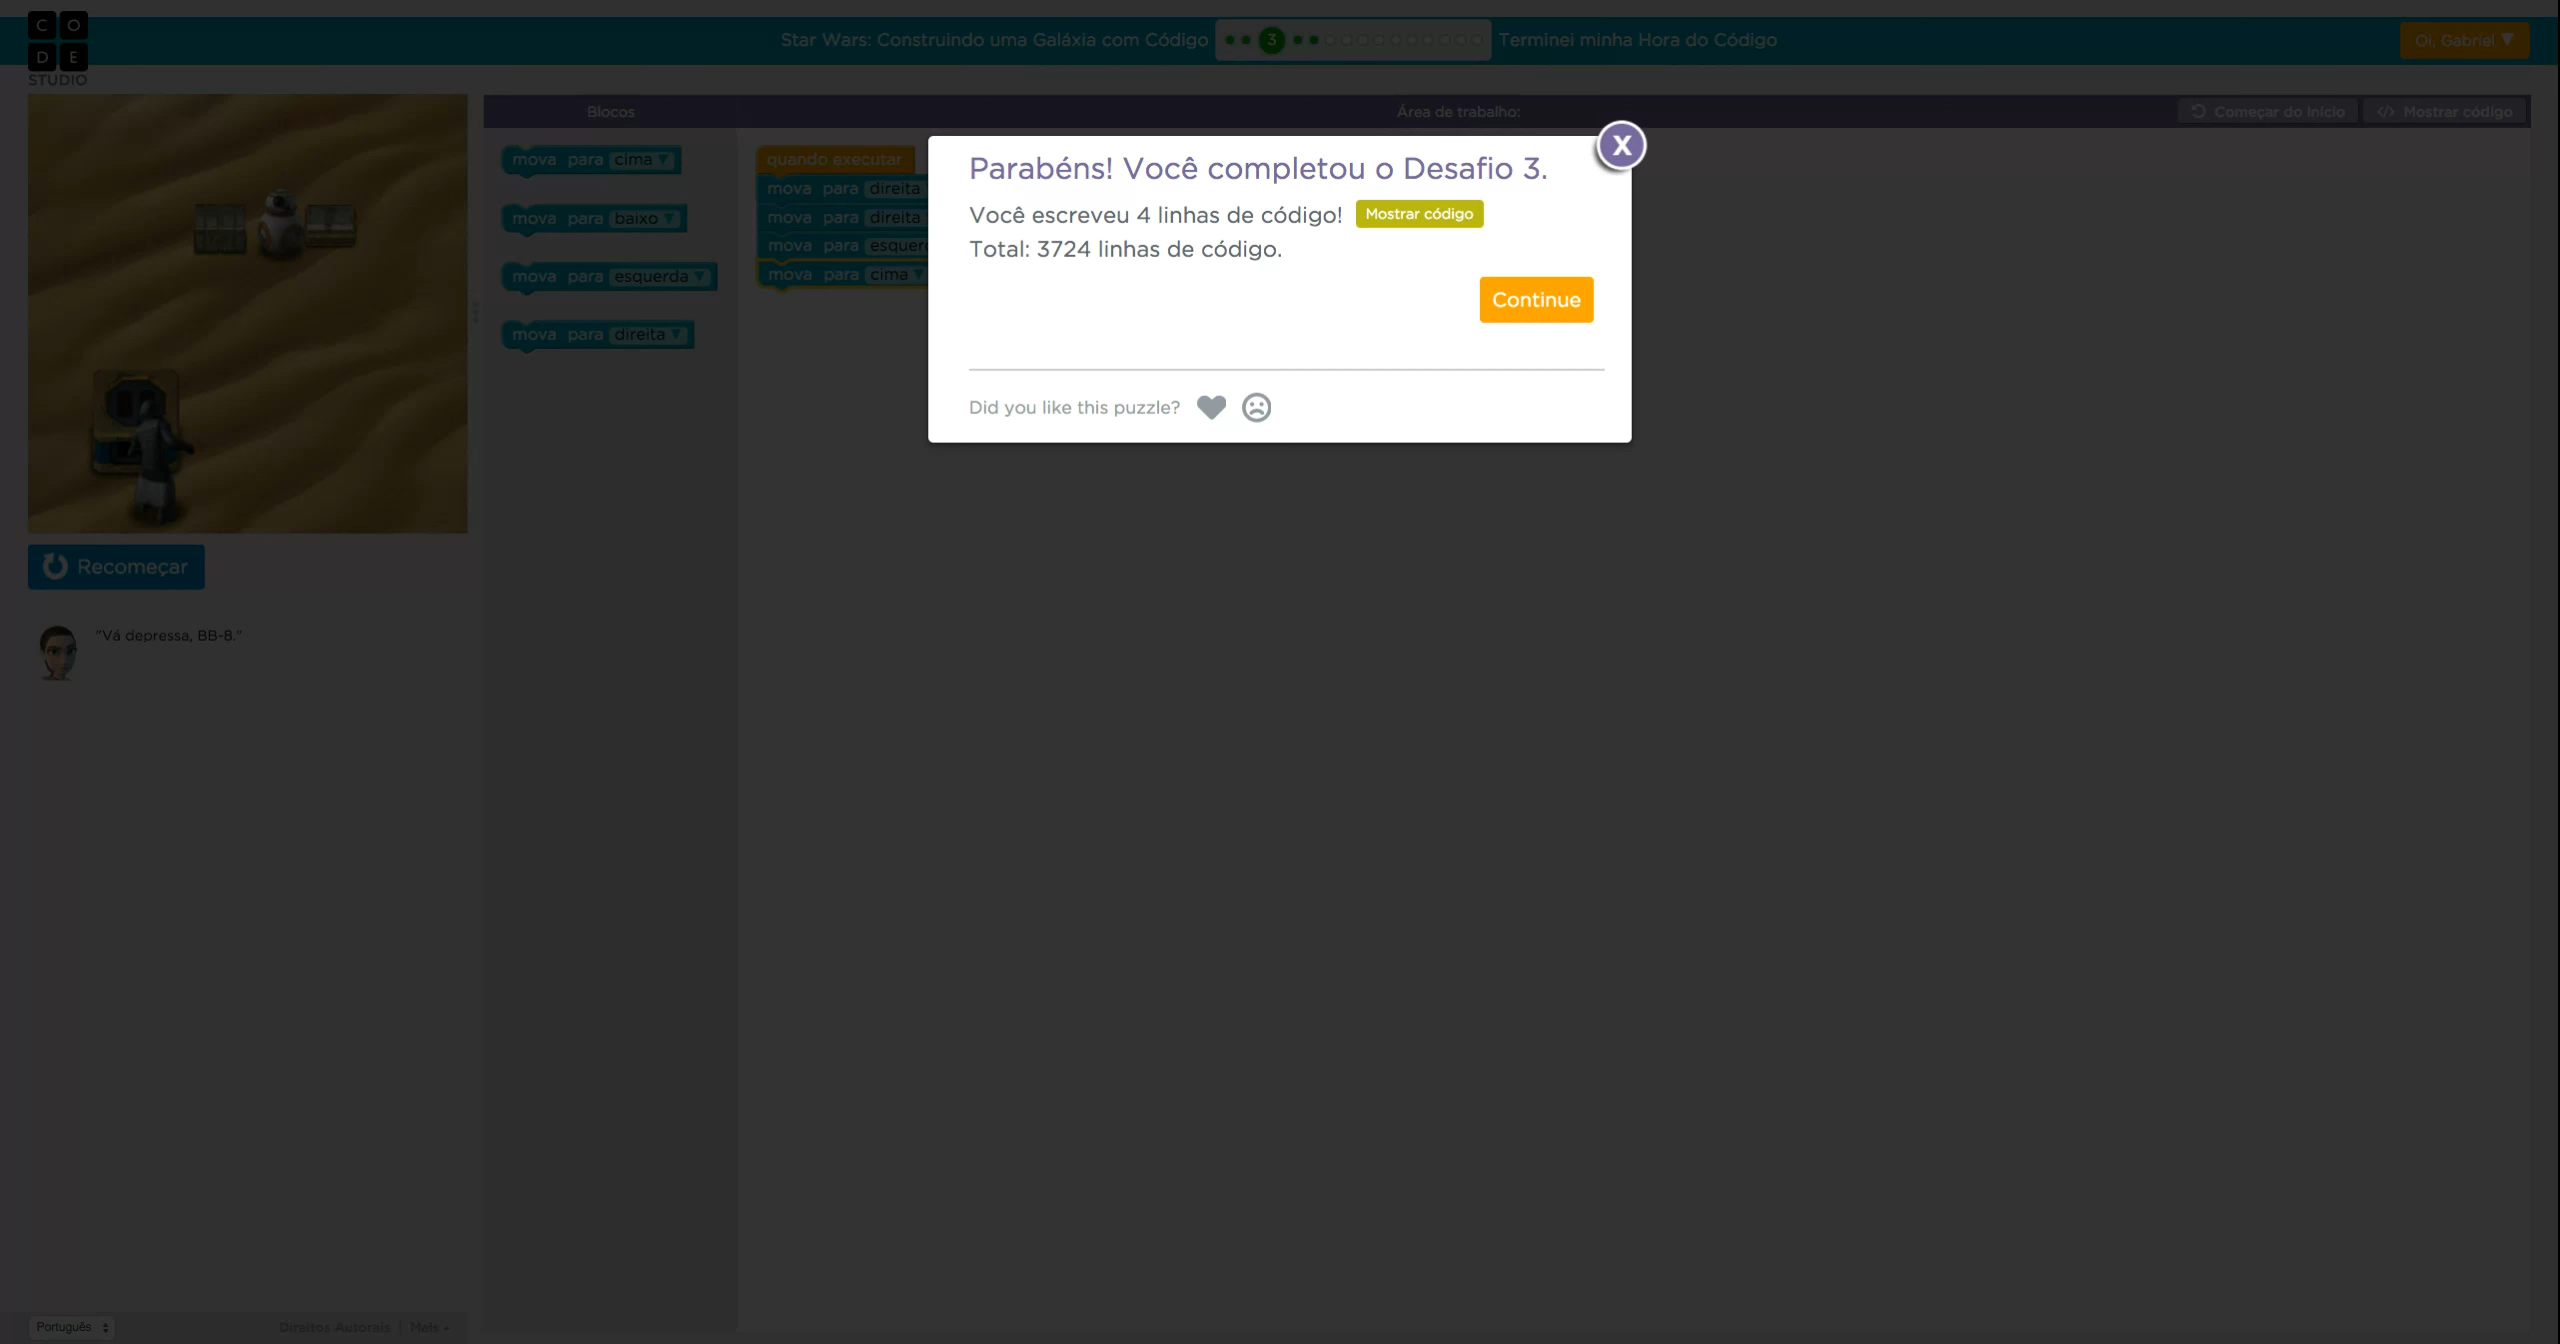 C O
D E
STUDIO
Star Wars: Construindo uma Galáxia com Código
3
Terminei minha Hora do Código
Oi, Gabriel
Blocos
Área de trabalho:
Começar do início
Mostrar código
mova para cima
mova para baixo
mova para esquerda
mova para direita
quando executar
mova para direita
mova para direita
mova para esquer
mova para cima
X
Parabéns! Você completou o Desafio 3.
Você escreveu 4 linhas de código!
Mostrar código
Total: 3724 linhas de código.
Continue
Did you like this puzzle?
Recomeçar
"Vá depressa, BB-8."
Português
Direitos Autorais | Mais